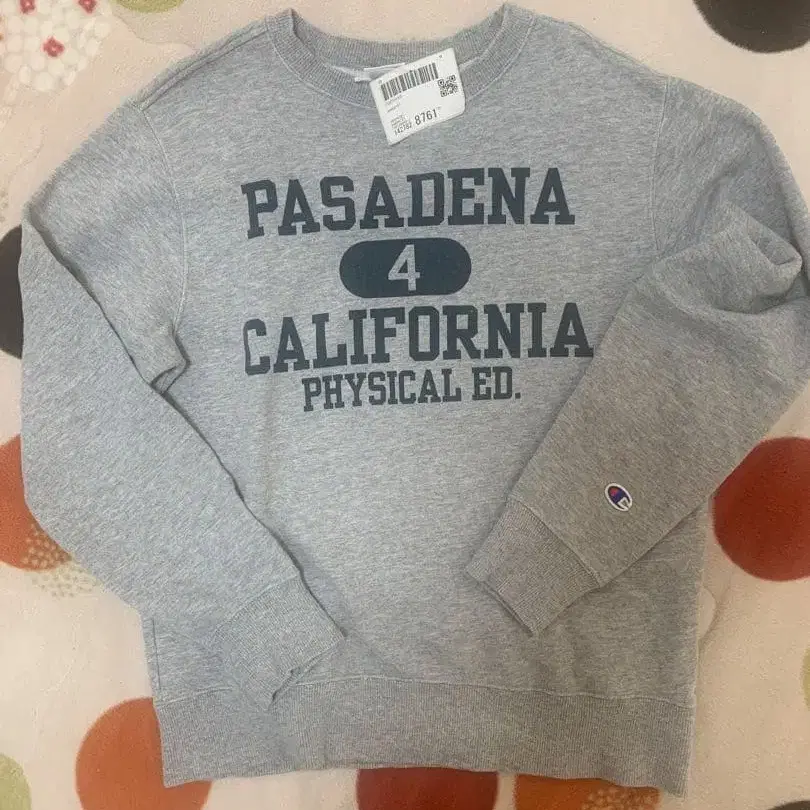 8761
PASADENA
4
CALIFORNIA
PHYSICAL ED.